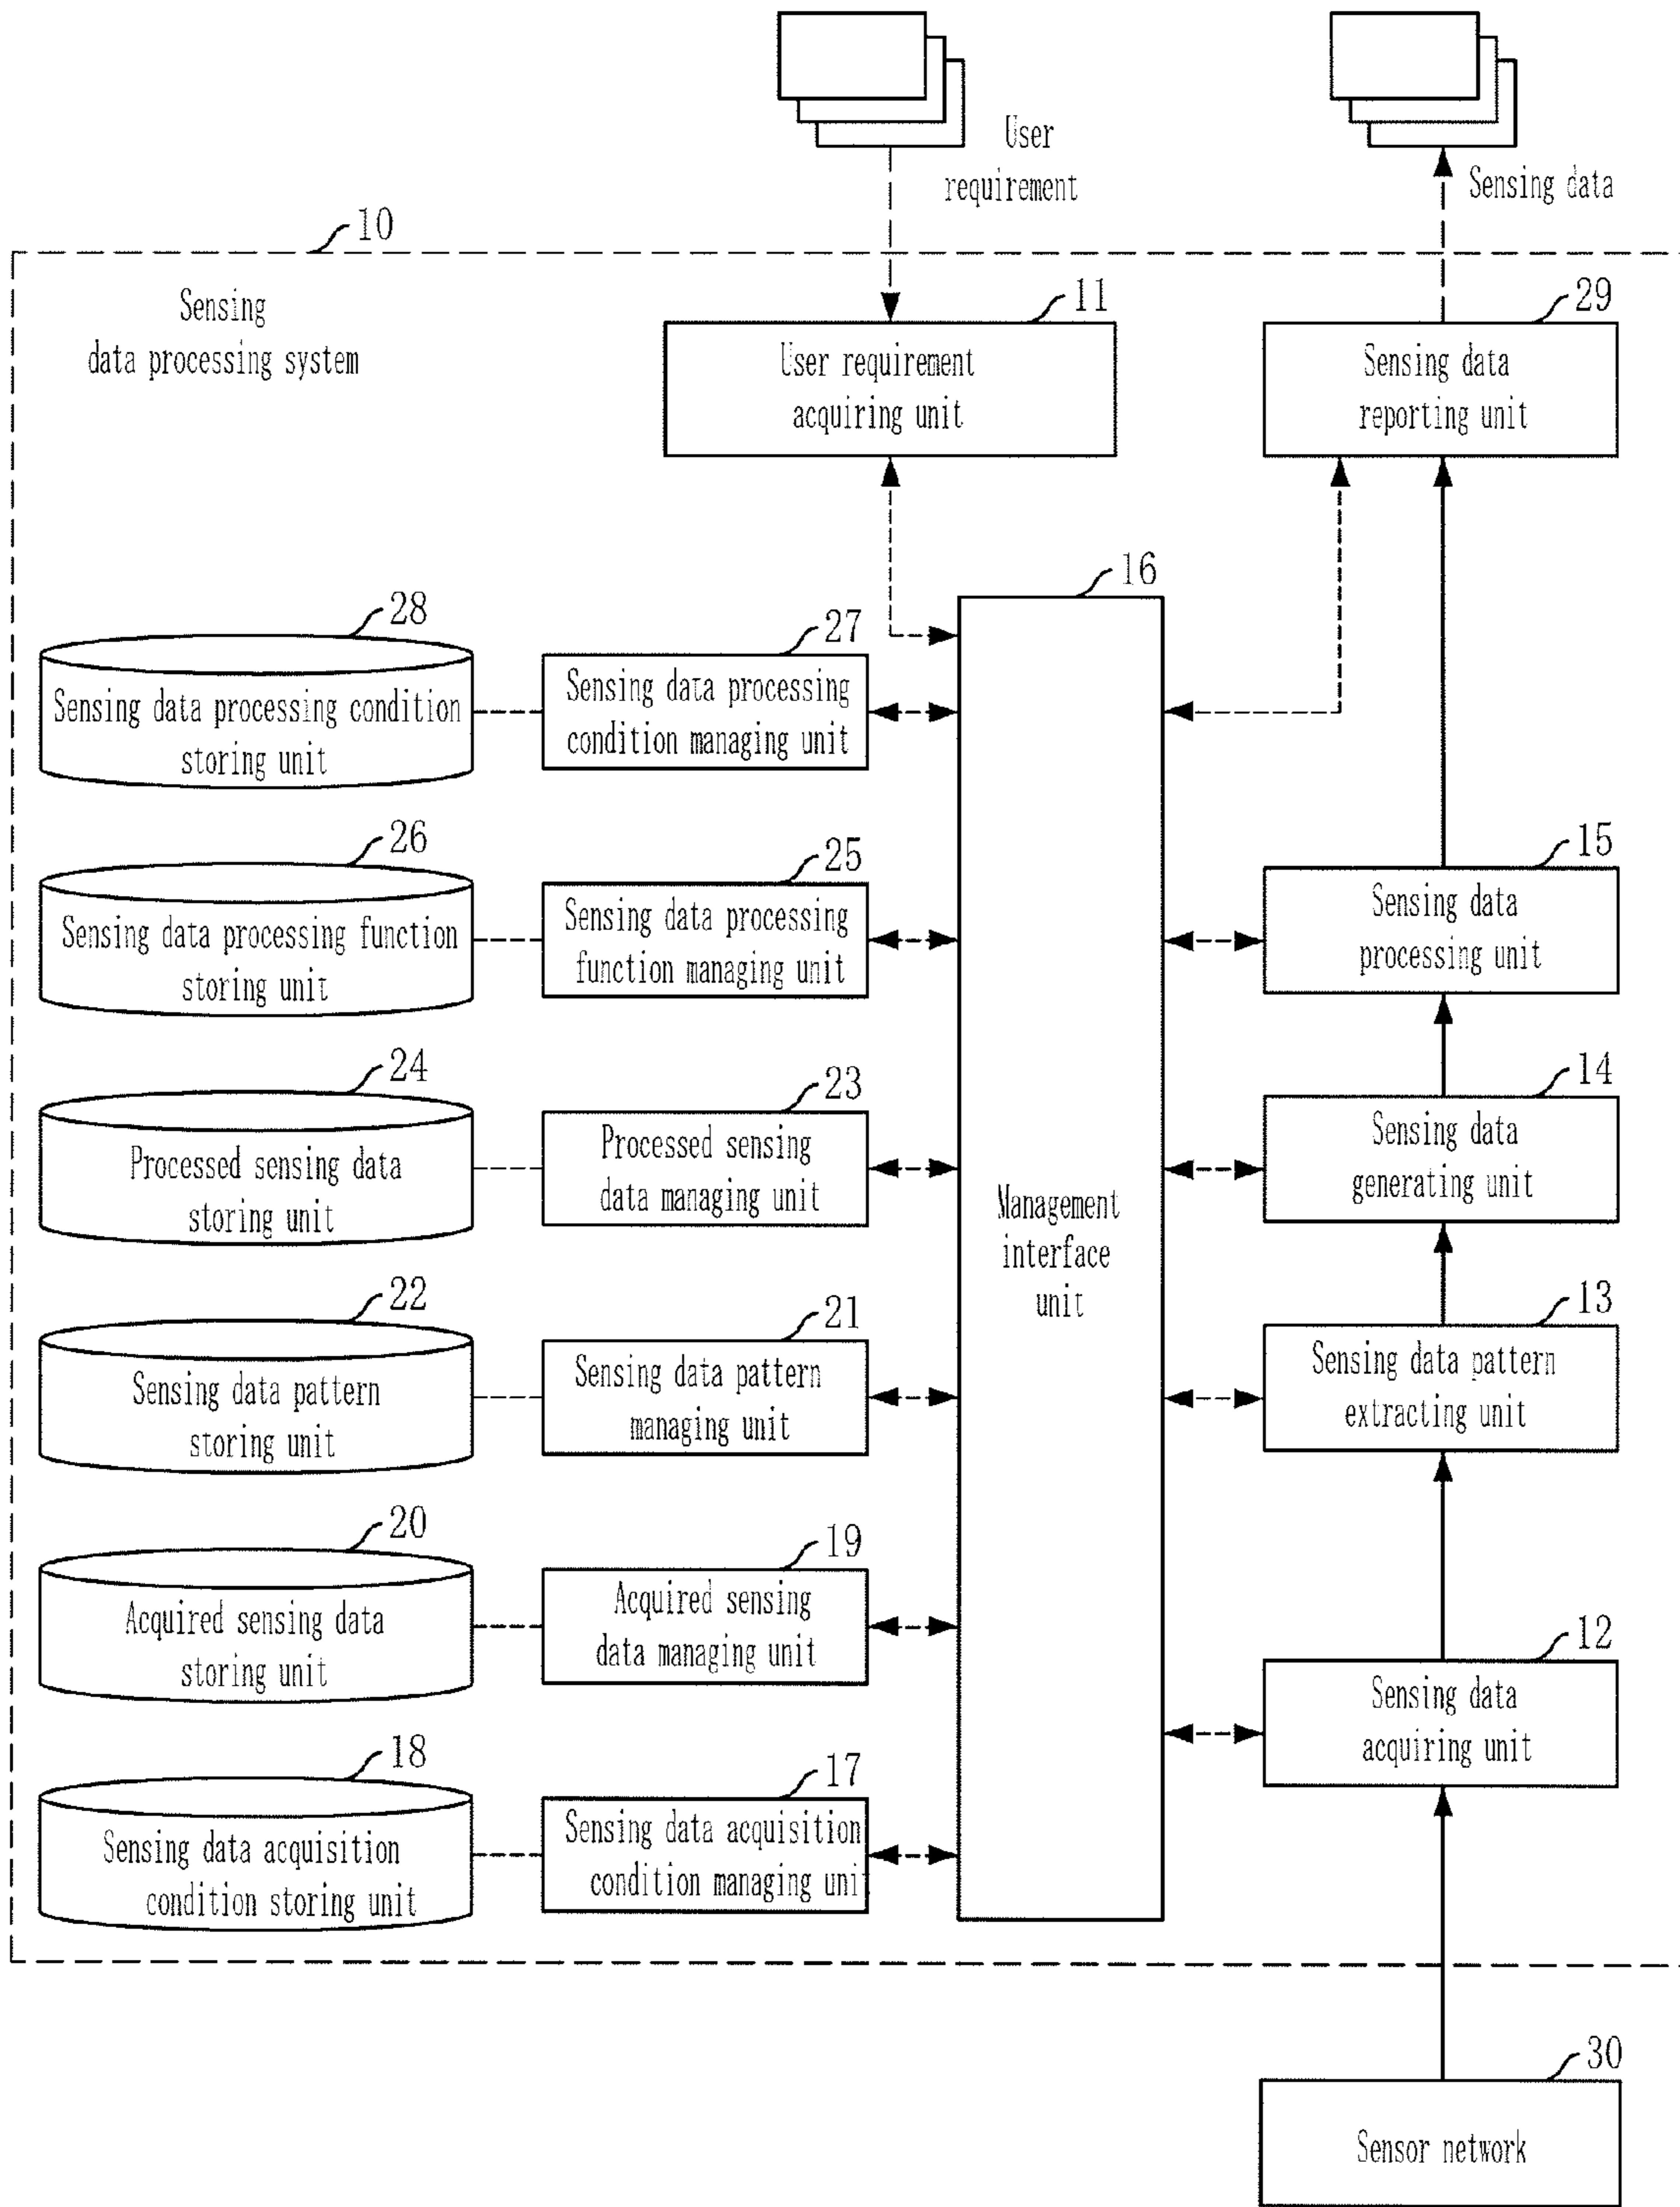 User
requirement
Sensing data
10
Sensing
data processing system
11
User requirement
acquiring unit
29
Sensing data
reporting unit
16
Management
interface
unit
28
Sensing data processing condition
storing unit
27
Sensing data processing
condition managing unit
26
Sensing data processing function
storing unit
25
Sensing data processing
function managing unit
15
Sensing data
processing unit
24
Processed sensing data
storing unit
23
Processed sensing
data managing unit
14
Sensing data
generating unit
22
Sensing data pattern
storing unit
21
Sensing data pattern
managing unit
13
Sensing data pattern
extracting unit
20
Acquired sensing data
storing unit
19
Acquired sensing
data managing unit
12
Sensing data
acquiring unit
18
Sensing data acquisition
condition storing unit
17
Sensing data acquisition
condition managing unit
30
Sensor network